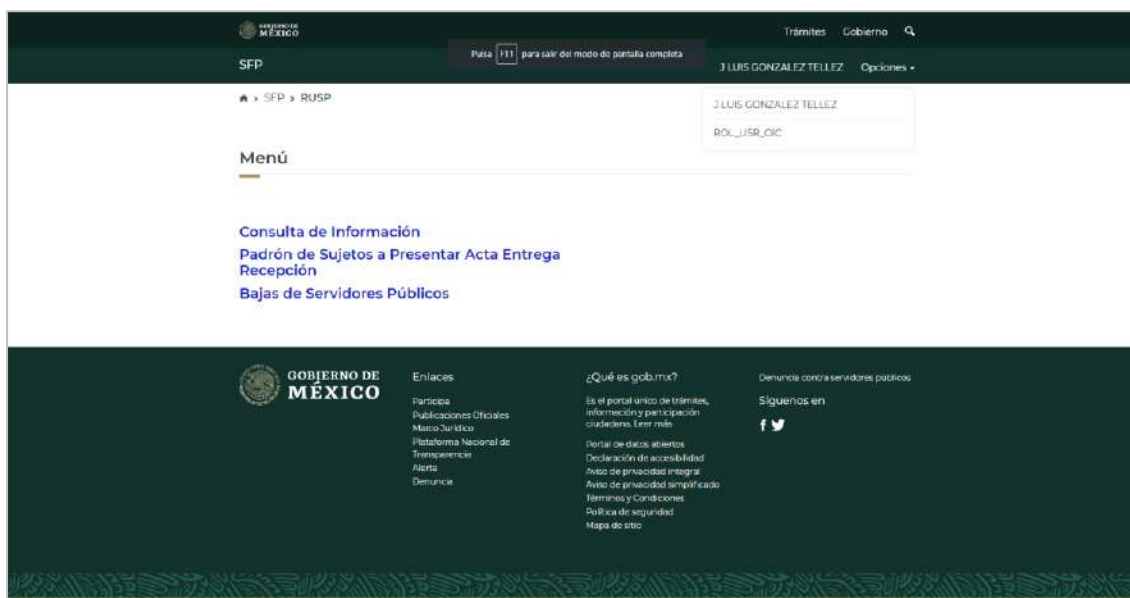 GOBIERNO DE
MÉXICO
Trámites Gobierno
Pulsa F11 para salir del modo de pantalla completa
SFP
J LUIS GONZALEZ TELLEZ Opciones
> SFP > RUSP
J LUIS GONZALEZ TELLEZ
ROL_USR_OIC
Menú
Consulta de Información
Padrón de Sujetos a Presentar Acta Entrega
Recepción
Bajas de Servidores Públicos
GOBIERNO DE
MÉXICO
Enlaces
Participa
Publicaciones Oficiales
Marco Jurídico
Plataforma Nacional de
Transparencia
Alerta
Denuncia
¿Qué es gob.mx?
Es el portal único de trámites,
información y participación
ciudadana. Leer más
Portal de datos abiertos
Declaración de accesibilidad
Aviso de privacidad integral
Aviso de privacidad simplificado
Términos y Condiciones
Política de seguridad
Mapa de sitio
Denuncia contra servidores públicos
Síguenos en